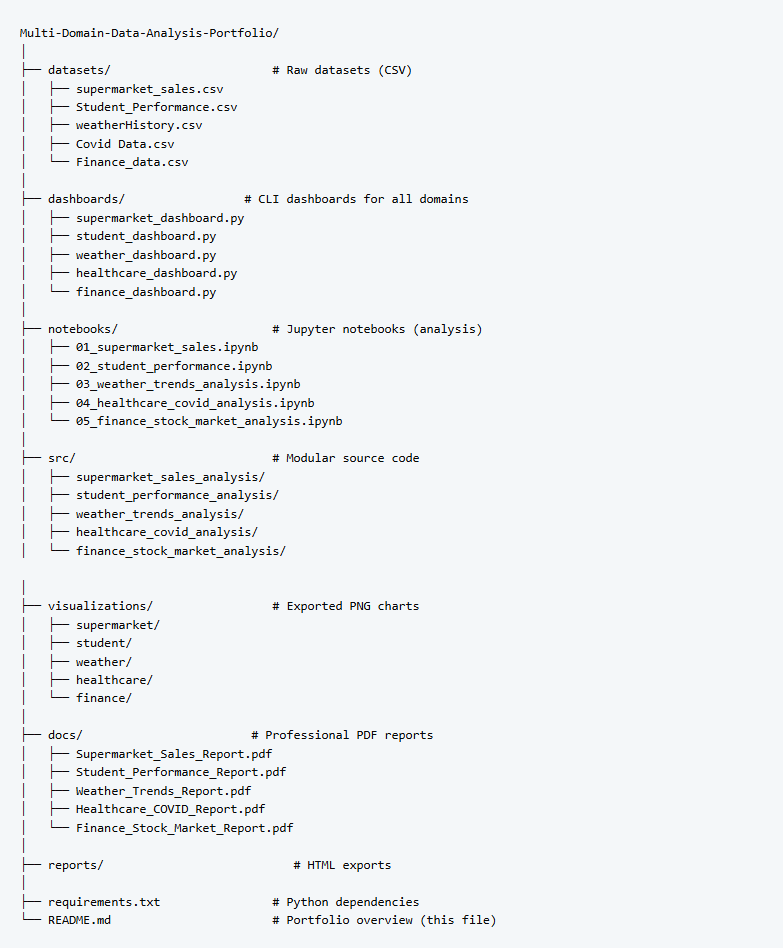 Multi-Domain-Data-Analysis-Portfolio/
│
├── datasets/                       # Raw datasets (CSV)
│   ├── supermarket_sales.csv
│   ├── Student_Performance.csv
│   ├── weatherHistory.csv
│   ├── Covid Data.csv
│   └── Finance_data.csv
│
├── dashboards/                 # CLI dashboards for all domains
│   ├── supermarket_dashboard.py
│   ├── student_dashboard.py
│   ├── weather_dashboard.py
│   ├── healthcare_dashboard.py
│   └── finance_dashboard.py
│
├── notebooks/                      # Jupyter notebooks (analysis)
│   ├── 01_supermarket_sales.ipynb
│   ├── 02_student_performance.ipynb
│   ├── 03_weather_trends_analysis.ipynb
│   ├── 04_healthcare_covid_analysis.ipynb
│   └── 05_finance_stock_market_analysis.ipynb
│
├── src/                            # Modular source code
│   ├── supermarket_sales_analysis/
│   ├── student_performance_analysis/
│   ├── weather_trends_analysis/
│   ├── healthcare_covid_analysis/
│   └── finance_stock_market_analysis/

│
├── visualizations/                 # Exported PNG charts
│   ├── supermarket/
│   ├── student/
│   ├── weather/
│   ├── healthcare/
│   └── finance/
│
├── docs/                        # Professional PDF reports
│   ├── Supermarket_Sales_Report.pdf
│   ├── Student_Performance_Report.pdf
│   ├── Weather_Trends_Report.pdf
│   ├── Healthcare_COVID_Report.pdf
│   └── Finance_Stock_Market_Report.pdf
│
├── reports/                           # HTML exports
│
├── requirements.txt                # Python dependencies
└── README.md                       # Portfolio overview (this file)